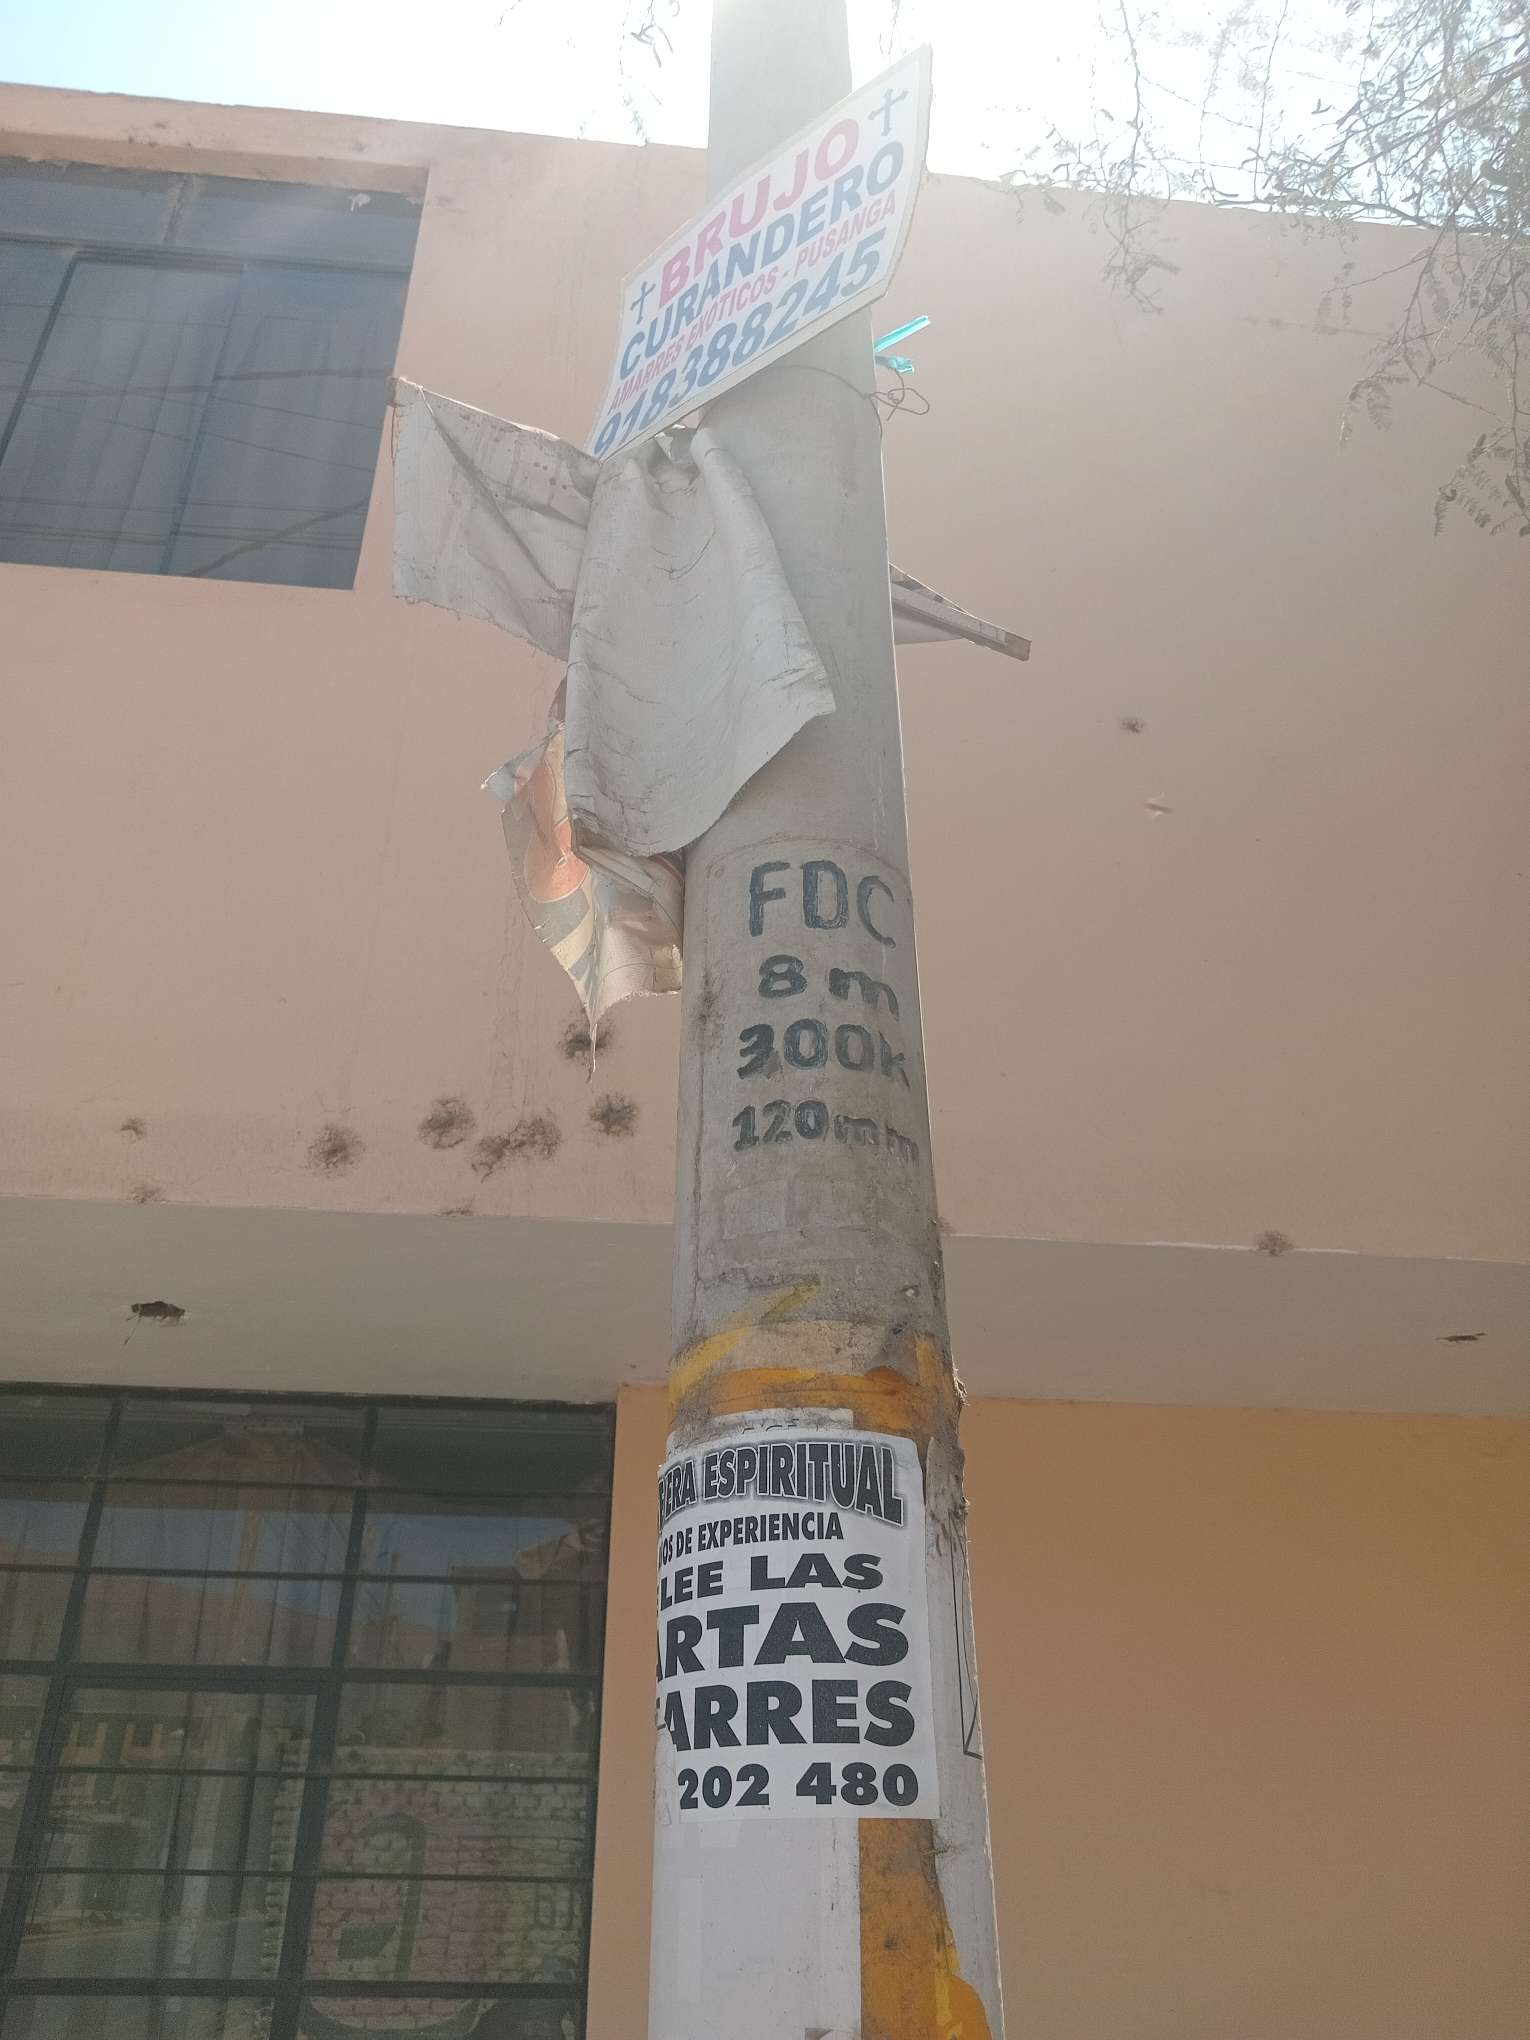 BRUJO
CURANDERO
AMARRES EXOTICOS - PUSANGA
918388245
FDC
8 m
300k
120mm
ERA ESPIRITUAL
OS DE EXPERIENCIA
LEE LAS
ARTAS
ARRES
202 480